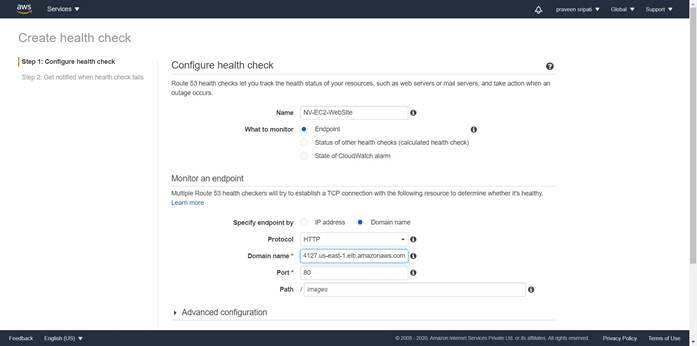 aws
Services
praveen sripati
Global
Support
Create health check
Step 1: Configure health check
Step 2: Get notified when health check fails
Configure health check
Route 53 health checks let you track the health status of your resources, such as web servers or mail servers, and take action when an
outage occurs.
Name NV-EC2-WebSite
What to monitor Endpoint
Status of other health checks (calculated health check)
State of CloudWatch alarm
Monitor an endpoint
Multiple Route 53 health checkers will try to establish a TCP connection with the following resource to determine whether it's healthy.
Learn more
Specify endpoint by IP address Domain name
Protocol HTTP
Domain name * 4127.us-east-1.elb.amazonaws.com
Port * 80
Path / images
Advanced configuration
Feedback English (US) © 2008 - 2020, Amazon Internet Services Private Ltd. or its affiliates. All rights reserved. Privacy Policy Terms of Use